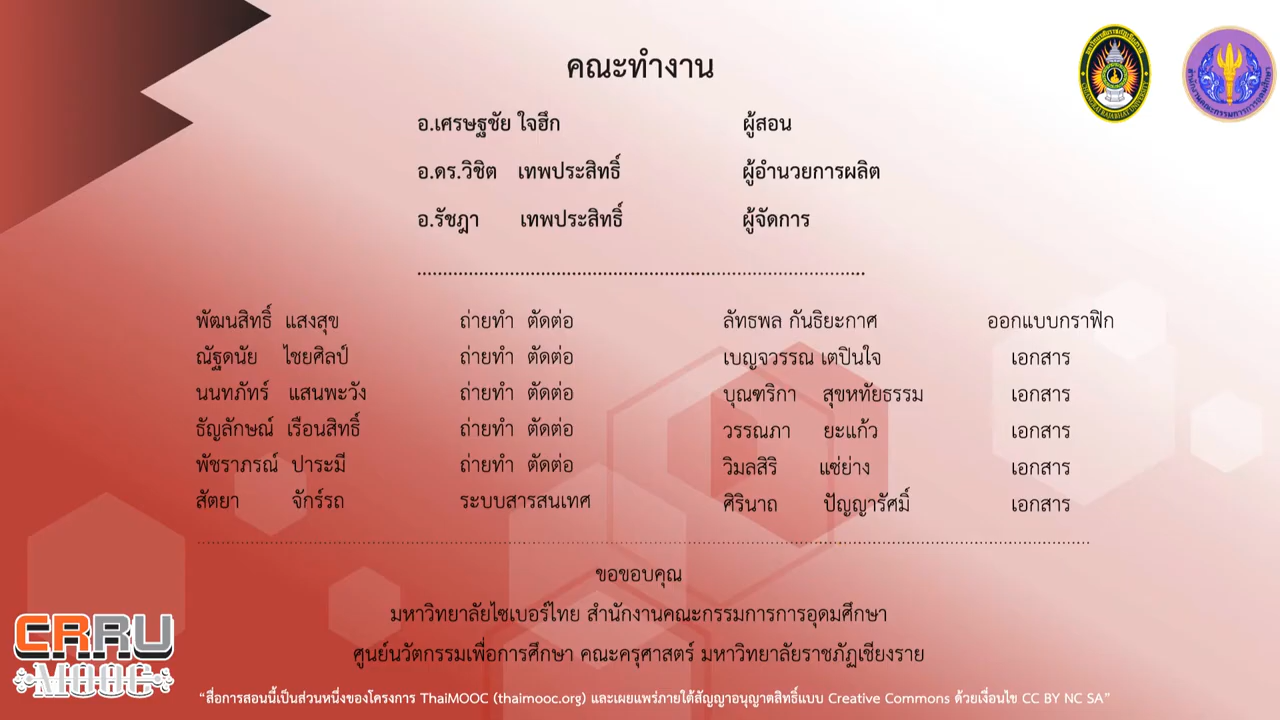 คณะทำงาน
อ.เศรษฐชัย ใจฮึก ผู้สอน
อ.ดร.วิชิต เทพประสิทธิ์ ผู้อำนวยการผลิต
อ.รัชฎา เทพประสิทธิ์ ผู้จัดการ
พัฒนสิทธิ์ แสงสุข ถ่ายทำ ตัดต่อ ลัทธพล กันธิยะกาศ ออกแบบกราฟิก
ณัฐดนัย ไชยศิลป์ ถ่ายทำ ตัดต่อ เบญจวรรณ เตปินใจ เอกสาร
นนทภัทร์ แสนพะวัง ถ่ายทำ ตัดต่อ บุณฑริกา สุขหทัยธรรม เอกสาร
ธัญลักษณ์ เรือนสิทธิ์ ถ่ายทำ ตัดต่อ วรรณภา ยะแก้ว เอกสาร
พัชราภรณ์ ปาระมี ถ่ายทำ ตัดต่อ วิมลสิริ แซ่ย่าง เอกสาร
สัตยา จักร์รถ ระบบสารสนเทศ ศิรินาถ ปัญญารัศมิ์ เอกสาร
ขอขอบคุณ
มหาวิทยาลัยไซเบอร์ไทย สำนักงานคณะกรรมการการอุดมศึกษา
ศูนย์นวัตกรรมเพื่อการศึกษา คณะครุศาสตร์ มหาวิทยาลัยราชภัฏเชียงราย
CRRU
MOOC
“สื่อการสอนนี้เป็นส่วนหนึ่งของโครงการ ThaiMOOC (thaimooc.org) และเผยแพร่ภายใต้สัญญาอนุญาตสิทธิ์แบบ Creative Commons ด้วยเงื่อนไข CC BY NC SA”